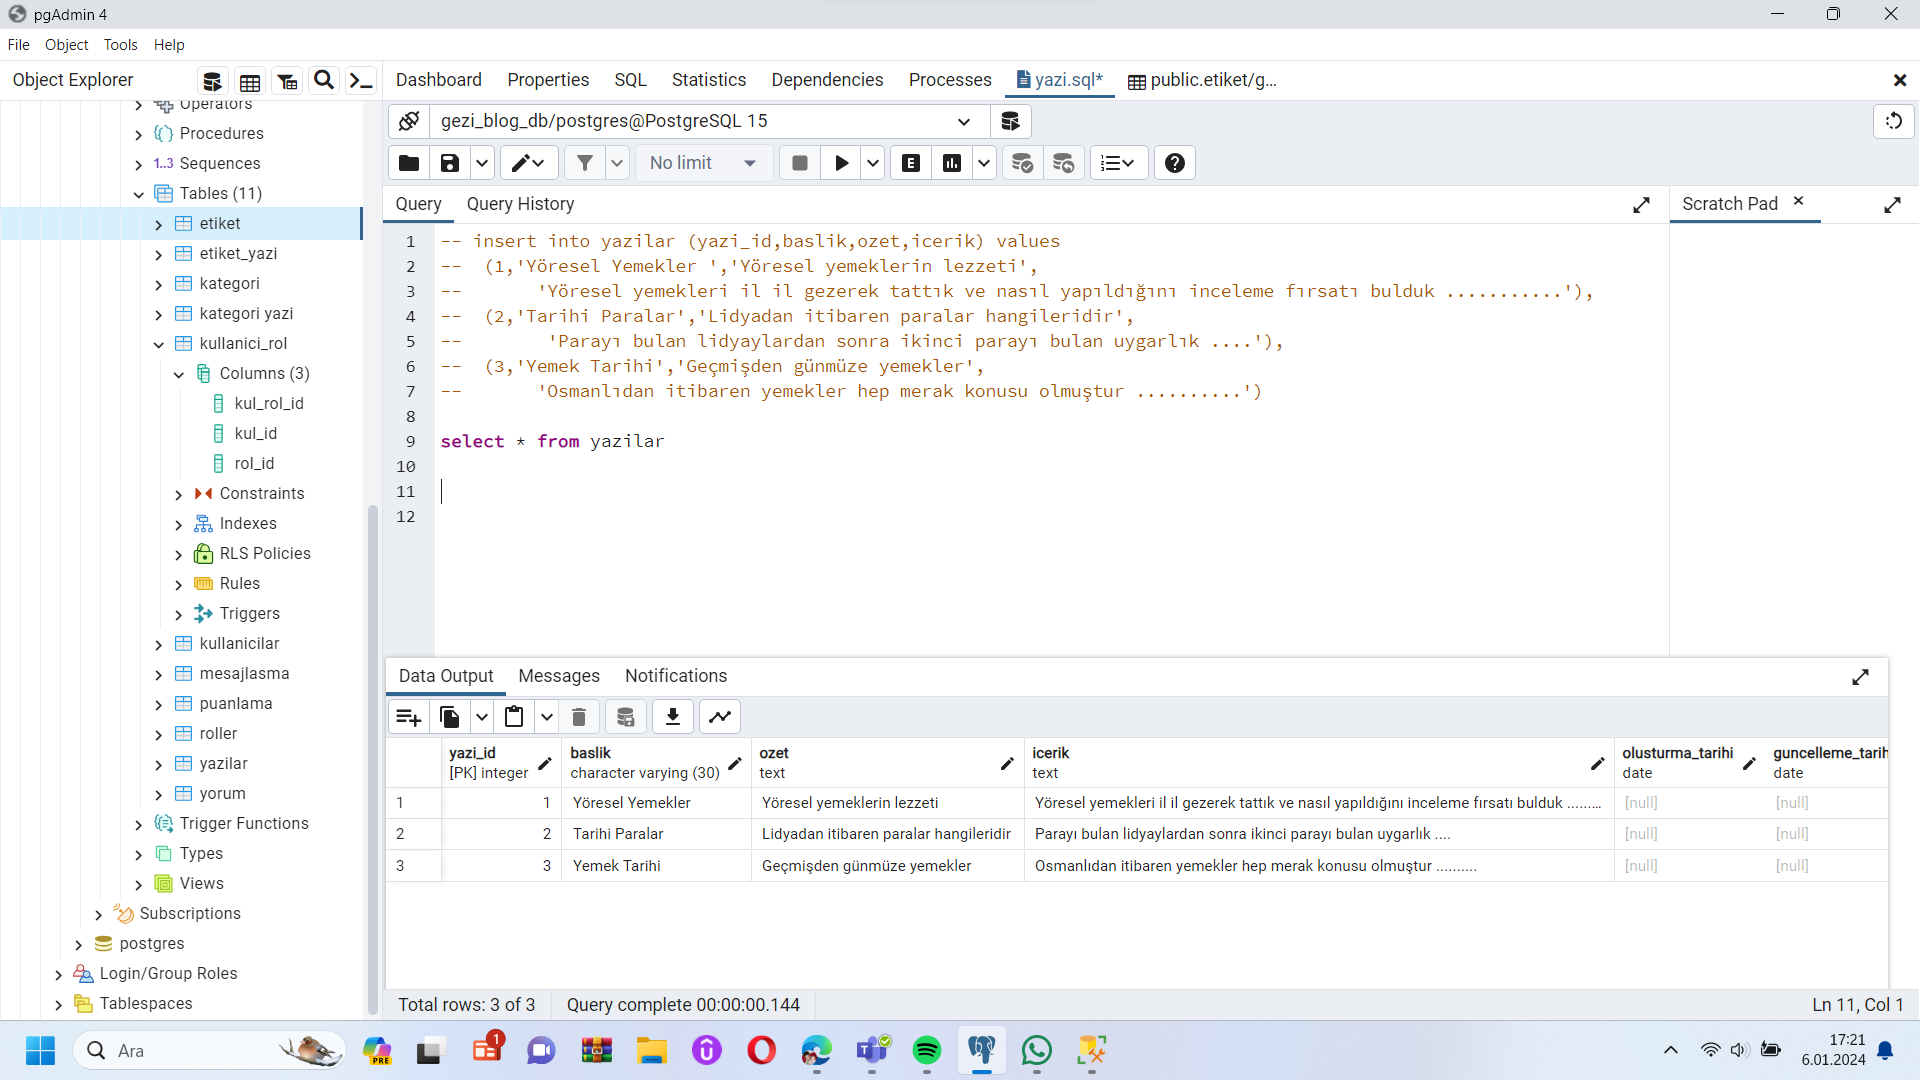 pgAdmin 4
File Object Tools Help
Object Explorer
Dashboard Properties SQL Statistics Dependencies Processes yazi.sql* public.etiket/g...
gezi_blog_db/postgres@PostgreSQL 15
No limit
E
Query Query History
Scratch Pad
Operators
Procedures
1..3 Sequences
Tables (11)
etiket
etiket_yazi
kategori
kategori yazi
kullanici_rol
Columns (3)
kul_rol_id
kul_id
rol_id
Constraints
Indexes
RLS Policies
Rules
Triggers
kullanicilar
mesajlasma
puanlama
roller
yazilar
yorum
Trigger Functions
Types
Views
Subscriptions
postgres
Login/Group Roles
Tablespaces
1 -- insert into yazilar (yazi_id,baslik,ozet,icerik) values
2 -- (1,'Yöresel Yemekler ','Yöresel yemeklerin lezzeti',
3 -- 'Yöresel yemekleri il il gezerek tattık ve nasıl yapıldığını inceleme fırsatı bulduk ...........'),
4 -- (2,'Tarihi Paralar','Lidyadan itibaren paralar hangileridir',
5 -- 'Parayı bulan lidyaylardan sonra ikinci parayı bulan uygarlık ....'),
6 -- (3,'Yemek Tarihi','Geçmişden günmüze yemekler',
7 -- 'Osmanlıdan itibaren yemekler hep merak konusu olmuştur ..........')
8
9 select * from yazilar
10
11
12
Data Output Messages Notifications
yazi_id baslik ozet icerik olusturma_tarihi guncelleme_tarih
[PK] integer character varying (30) text text date date
1 1 Yöresel Yemekler Yöresel yemeklerin lezzeti Yöresel yemekleri il il gezerek tattık ve nasıl yapıldığını inceleme fırsatı bulduk ......... [null] [null]
2 2 Tarihi Paralar Lidyadan itibaren paralar hangileridir Parayı bulan lidyaylardan sonra ikinci parayı bulan uygarlık .... [null] [null]
3 3 Yemek Tarihi Geçmişden günmüze yemekler Osmanlıdan itibaren yemekler hep merak konusu olmuştur .......... [null] [null]
Total rows: 3 of 3 Query complete 00:00:00.144 Ln 11, Col 1
Ara
PRE
1
17:21
6.01.2024